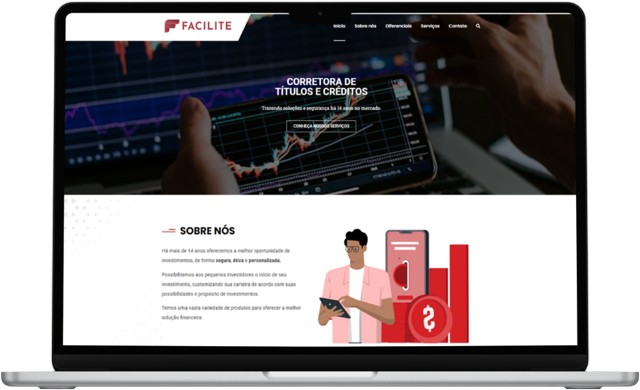 FACILITE
Início
Sobre nós
Diferenciais
Serviços
Contato
CORRETORA DE
TÍTULOS E CRÉDITOS
Trazendo soluções e segurança há 14 anos no mercado.
CONHEÇA NOSSOS SERVIÇOS
SOBRE NÓS
Há mais de 14 anos oferecemos a melhor oportunidade de
investimentos, de forma segura, ética e personalizada.
Possibilitamos aos pequenos investidores o início de seu
investimento, customizando sua carteira de acordo com suas
possibilidades e propósito de investimentos.
Temos uma vasta variedade de produtos para oferecer a melhor
solução financeira.